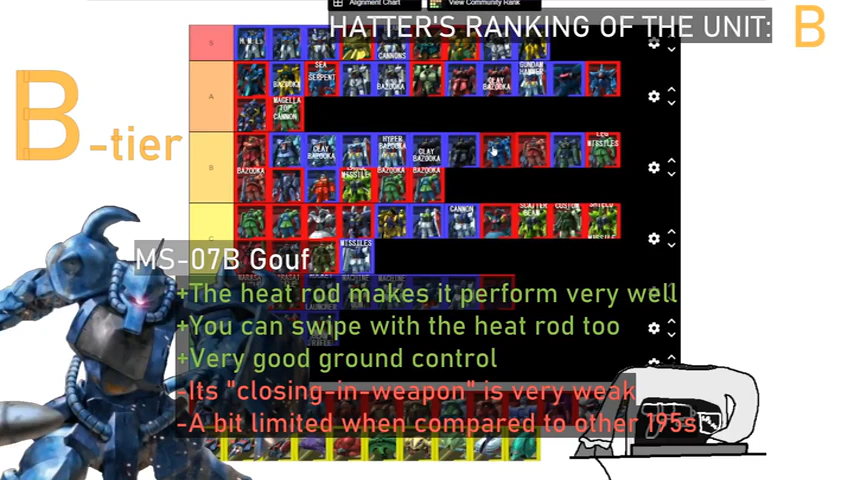 Alignment Chart
View Community Rank
HATTER'S RANKING OF THE UNIT: B
B-tier
S
CANNONS
A
SEA
SERPENT
BAZOOKA
BAZOOKA
CLAY
BAZOOKA
GUNDAM
HAMMER
MAGELLA
TOP
CANNON
B
CLAY
BAZOOKA
HYPER
BAZOOKA
CLAY
BAZOOKA
LEG
MISSILES
BAZOOKA
MISSILE
BAZOOKA
BAZOOKA
C
CANNON
SCATTER
BEAM
CUSTOM
SHIELD
MISSILE
MISSILES
MS-07B Gouf
+The heat rod makes it perform very well
+You can swipe with the heat rod too
+Very good ground control
-Its "closing-in-weapon" is very weak
-A bit limited when compared to other 195s